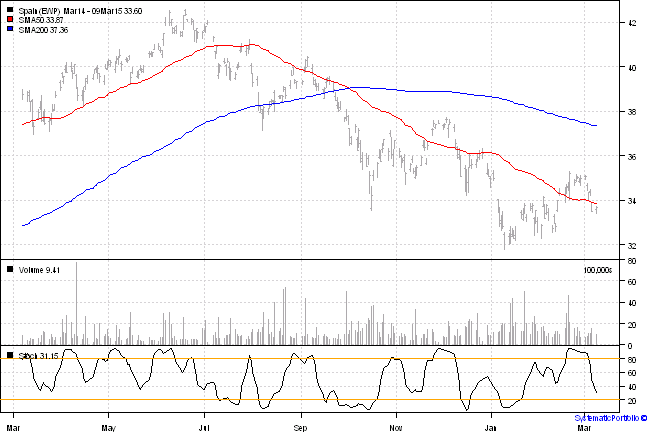 Spain (EWP) Mar14 - 09Mar15 33.60
SMA50 33.87
SMA200 37.36
42
40
38
36
34
32
Volume 9.41
100,000s
80
60
40
20
0
Stoch 31.15
80
60
40
20
Mar May Jul Sep Nov Jan Mar
SystematicPortfolio ©